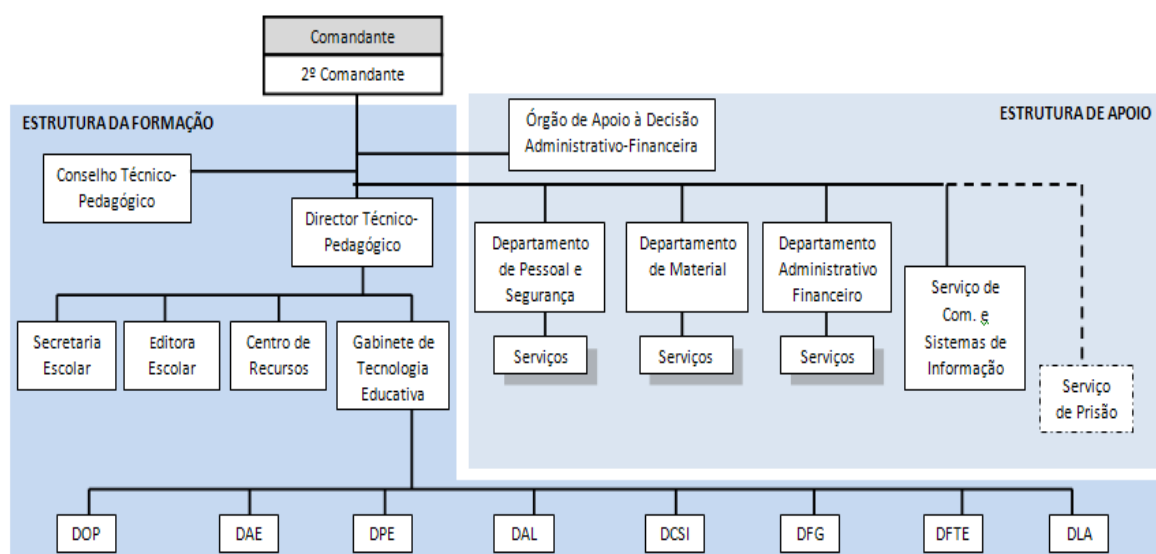 Comandante
2º Comandante
ESTRUTURA DA FORMAÇÃO
ESTRUTURA DE APOIO
Órgão de Apoio à Decisão
Administrativo-Financeira
Conselho Técnico-
Pedagógico
Director Técnico-
Pedagógico
Departamento
de Pessoal e
Segurança
Departamento
de Material
Departamento
Administrativo
Financeiro
Serviço de
Com. e
Sistemas de
Informação
Serviços
Serviços
Serviços
Serviço
de Prisão
Secretaria
Escolar
Editora
Escolar
Centro de
Recursos
Gabinete de
Tecnologia
Educativa
DOP
DAE
DPE
DAL
DCSI
DFG
DFTE
DLA